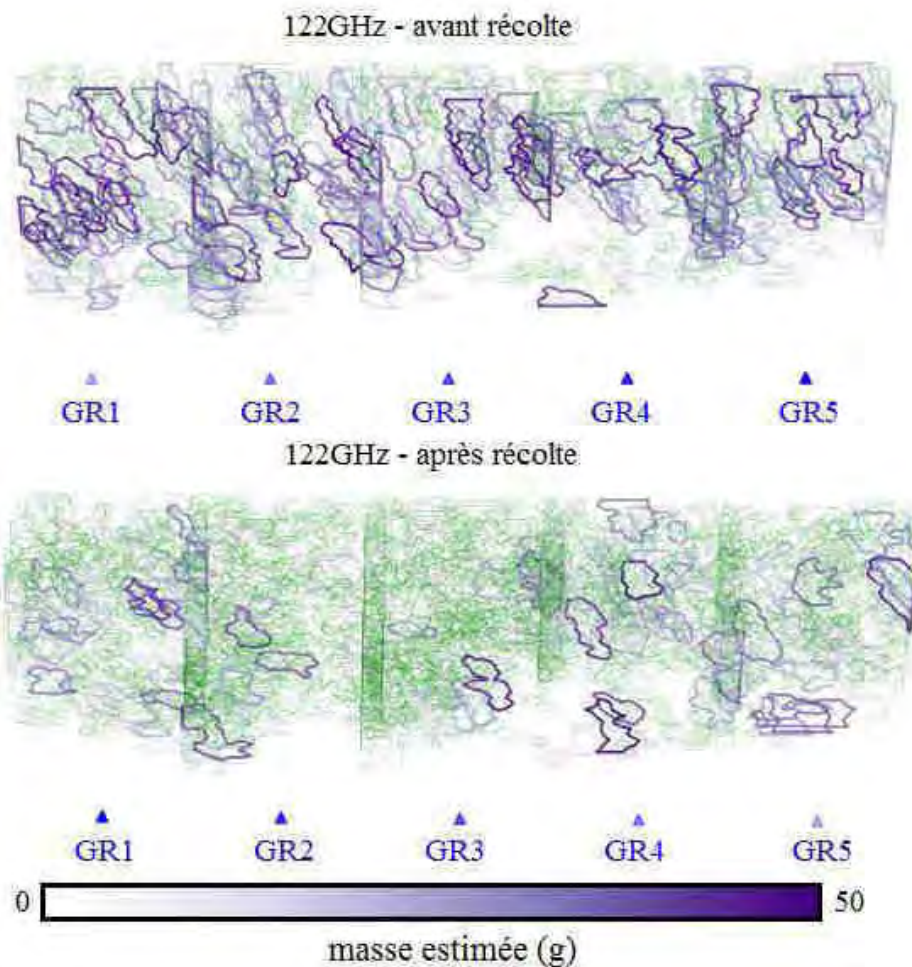 122GHz - avant récolte
GR1 GR2 GR3 GR4 GR5
122GHz - après récolte
GR1 GR2 GR3 GR4 GR5
0 50
masse estimée (g)